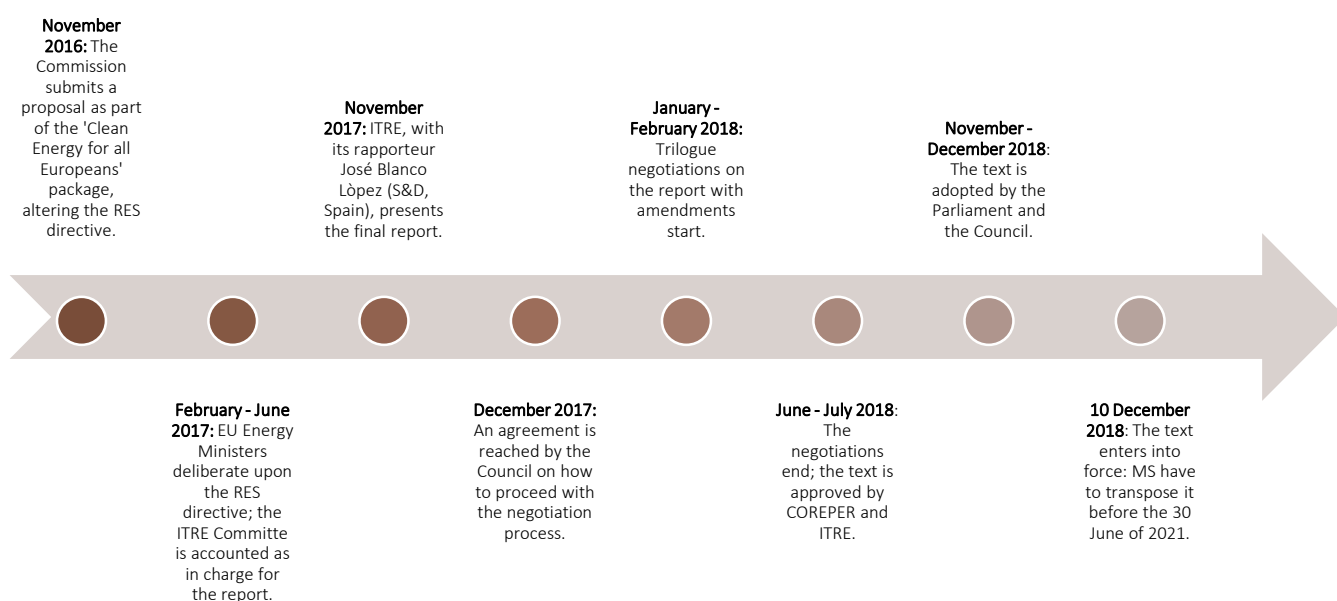 November
2016: The
Commission
submits a
proposal as part
of the 'Clean
Energy for all
Europeans'
package,
altering the RES
directive.
February - June
2017: EU Energy
Ministers
deliberate upon
the RES
directive; the
ITRE Committe
is accounted as
in charge for
the report.
November
2017: ITRE, with
its rapporteur
José Blanco
Lòpez (S&D,
Spain), presents
the final report.
December 2017:
An agreement is
reached by the
Council on how
to proceed with
the negotiation
process.
January -
February 2018:
Trilogue
negotiations on
the report with
amendments
start.
June - July 2018:
The
negotiations
end; the text is
approved by
COREPER and
ITRE.
November -
December 2018:
The text is
adopted by the
Parliament and
the Council.
10 December
2018: The text
enters into
force: MS have
to transpose it
before the 30
June of 2021.